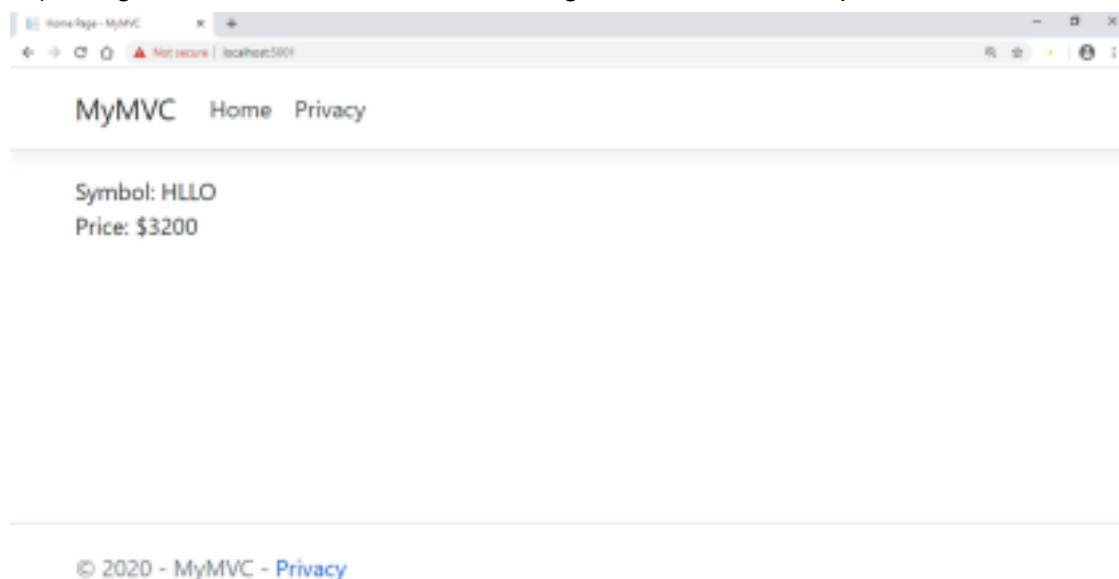 Home Page - MyMVC
Not secure | localhost:5001
MyMVC Home Privacy
Symbol: HLLO
Price: $3200
© 2020 - MyMVC - Privacy